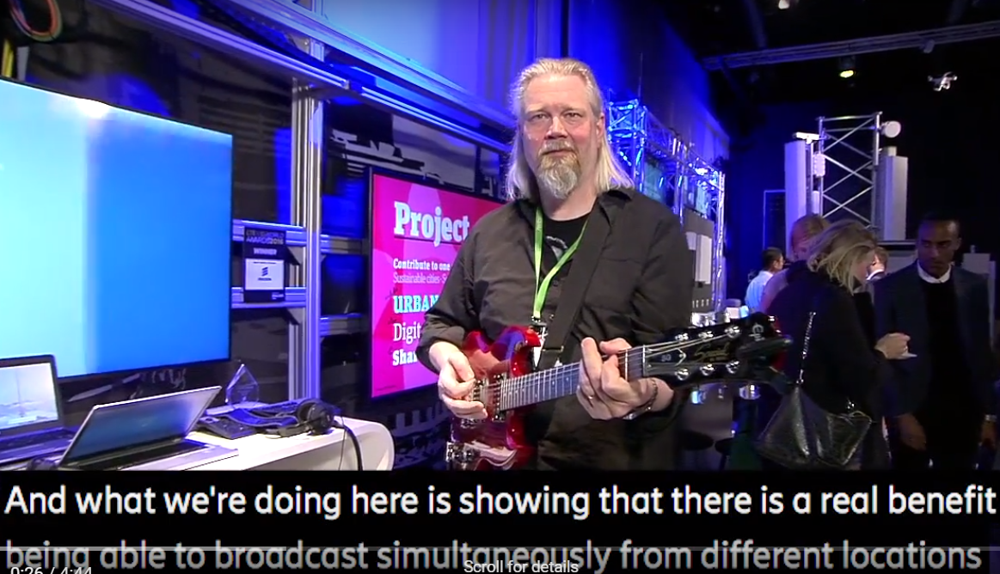 Project
Contribute to one
Sustainable cities
URBAN
Digit
Shar
WINNER
And what we're doing here is showing that there is a real benefit
being able to broadcast simultaneously from different locations
0:26 / 4:44
Scroll for details